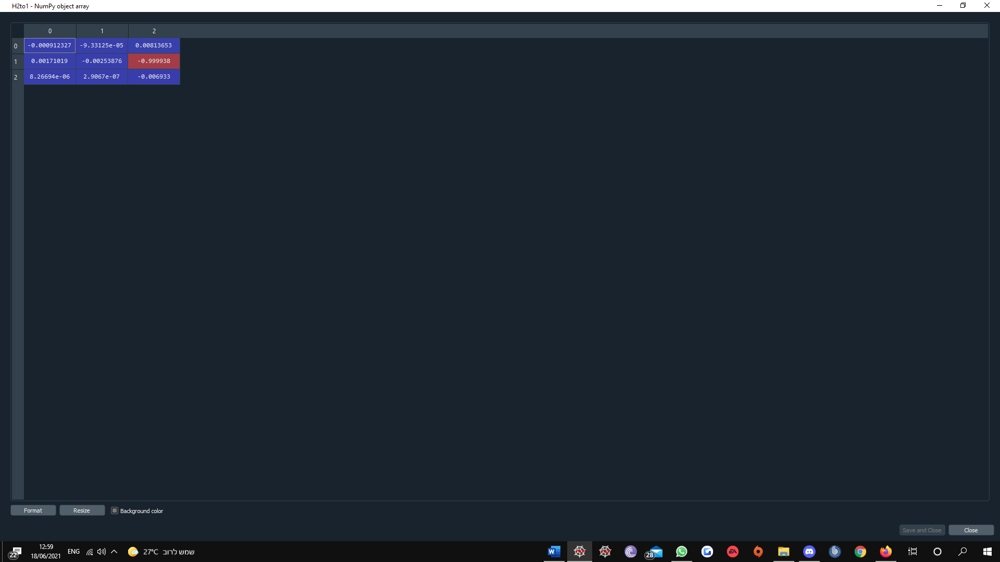 H2to1 - NumPy object array
0 1 2
0 -0.000912327 -9.33125e-05 0.00813653
1 0.00171019 -0.00253876 -0.999938
2 8.26694e-06 2.9067e-07 -0.006933
Format Resize Background color
Save and Close Close
22
12:59
18/06/2021
ENG
27°C שמש לרוב
W
28
EA